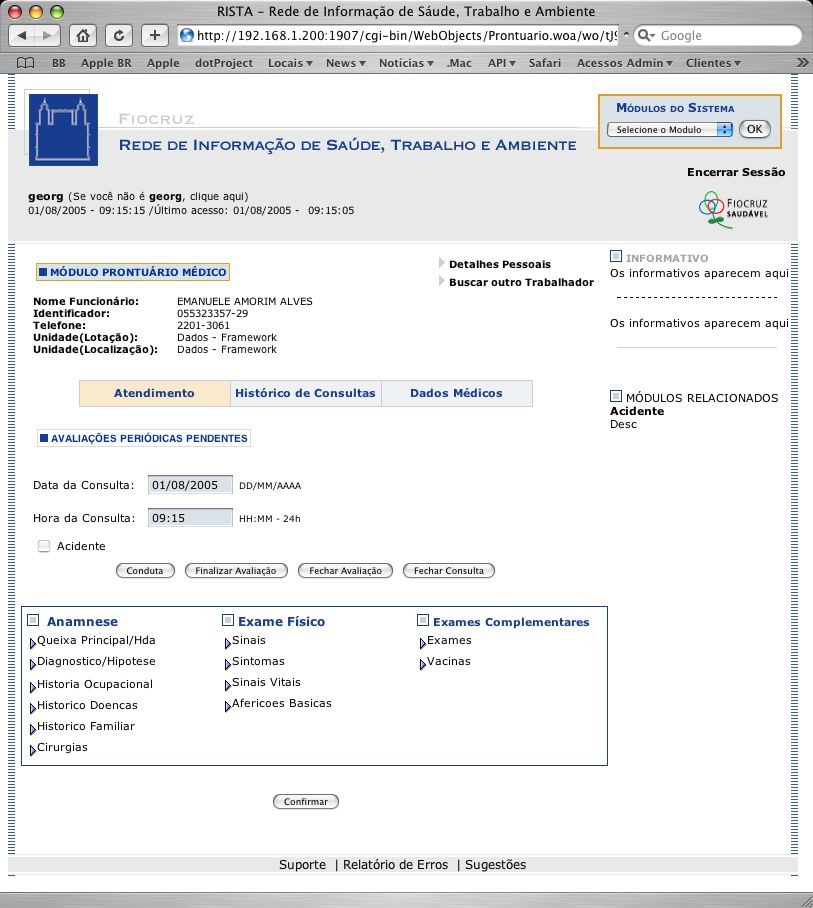 RISTA - Rede de Informação de Sáude, Trabalho e Ambiente
http://192.168.1.200:1907/cgi-bin/WebObjects/Prontuario.woa/wo/tJ9
Google
BB Apple BR Apple dotProject Locais News Notícias .Mac API Safari Acessos Admin Clientes
Fiocruz
Rede de Informação de Saúde, Trabalho e Ambiente
Módulos do Sistema
Selecione o Modulo OK
Encerrar Sessão
georg (Se você não é georg, clique aqui)
01/08/2005 - 09:15:15 /Último acesso: 01/08/2005 - 09:15:05
Fiocruz
Saudável
MÓDULO PRONTUÁRIO MÉDICO
Detalhes Pessoais
Buscar outro Trabalhador
INFORMATIVO
Os informativos aparecem aqui
Os informativos aparecem aqui
Nome Funcionário: EMANUELE AMORIM ALVES
Identificador: 055323357-29
Telefone: 2201-3061
Unidade(Lotação): Dados - Framework
Unidade(Localização): Dados - Framework
Atendimento Histórico de Consultas Dados Médicos
MÓDULOS RELACIONADOS
Acidente
Desc
AVALIAÇÕES PERIÓDICAS PENDENTES
Data da Consulta: 01/08/2005 DD/MM/AAAA
Hora da Consulta: 09:15 HH:MM - 24h
Acidente
Conduta Finalizar Avaliação Fechar Avaliação Fechar Consulta
Anamnese
Queixa Principal/Hda
Diagnostico/Hipotese
Historia Ocupacional
Historico Doencas
Historico Familiar
Cirurgias
Exame Físico
Sinais
Sintomas
Sinais Vitais
Afericoes Basicas
Exames Complementares
Exames
Vacinas
Confirmar
Suporte | Relatório de Erros | Sugestões